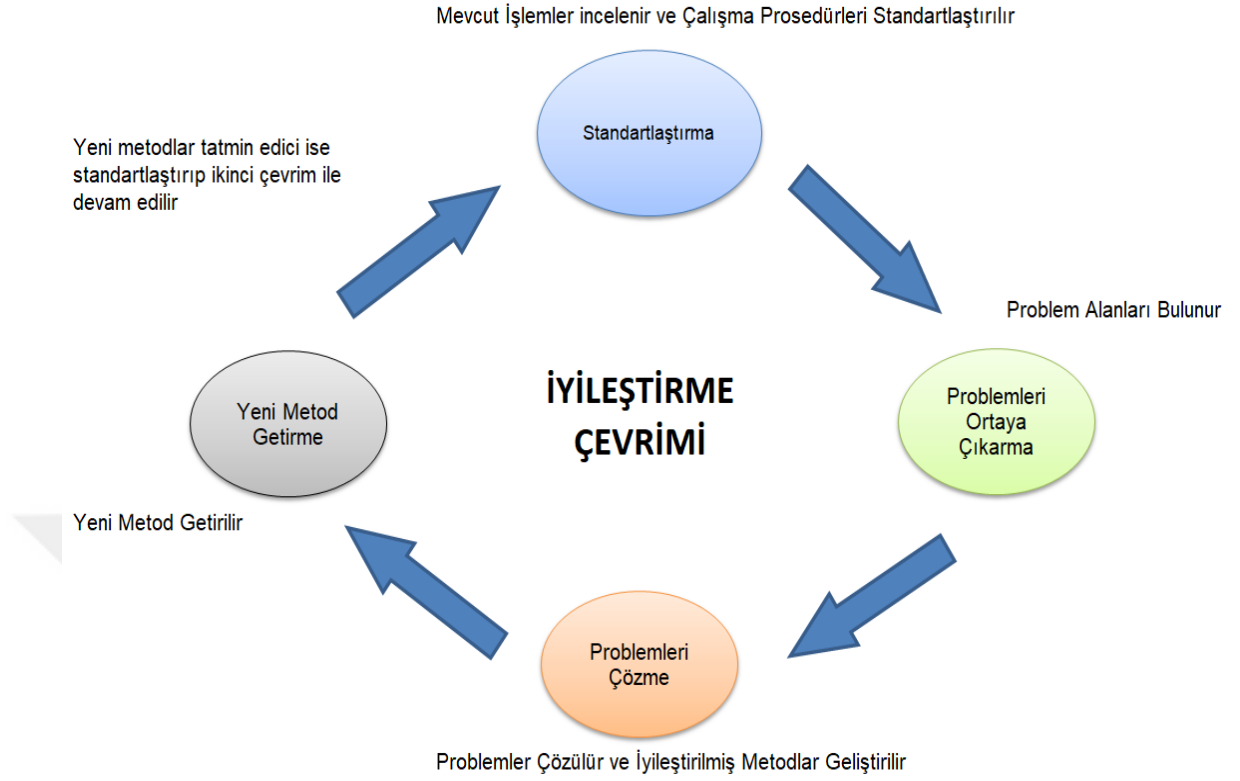 Mevcut İşlemler incelenir ve Çalışma Prosedürleri Standartlaştırılır
Standartlaştırma
Yeni metodlar tatmin edici ise
standartlaştırıp ikinci çevrim ile
devam edilir
Problem Alanları Bulunur
İYİLEŞTİRME
ÇEVRİMİ
Yeni Metod
Getirme
Problemleri
Ortaya
Çıkarma
Yeni Metod Getirilir
Problemleri
Çözme
Problemler Çözülür ve İyileştirilmiş Metodlar Geliştirilir